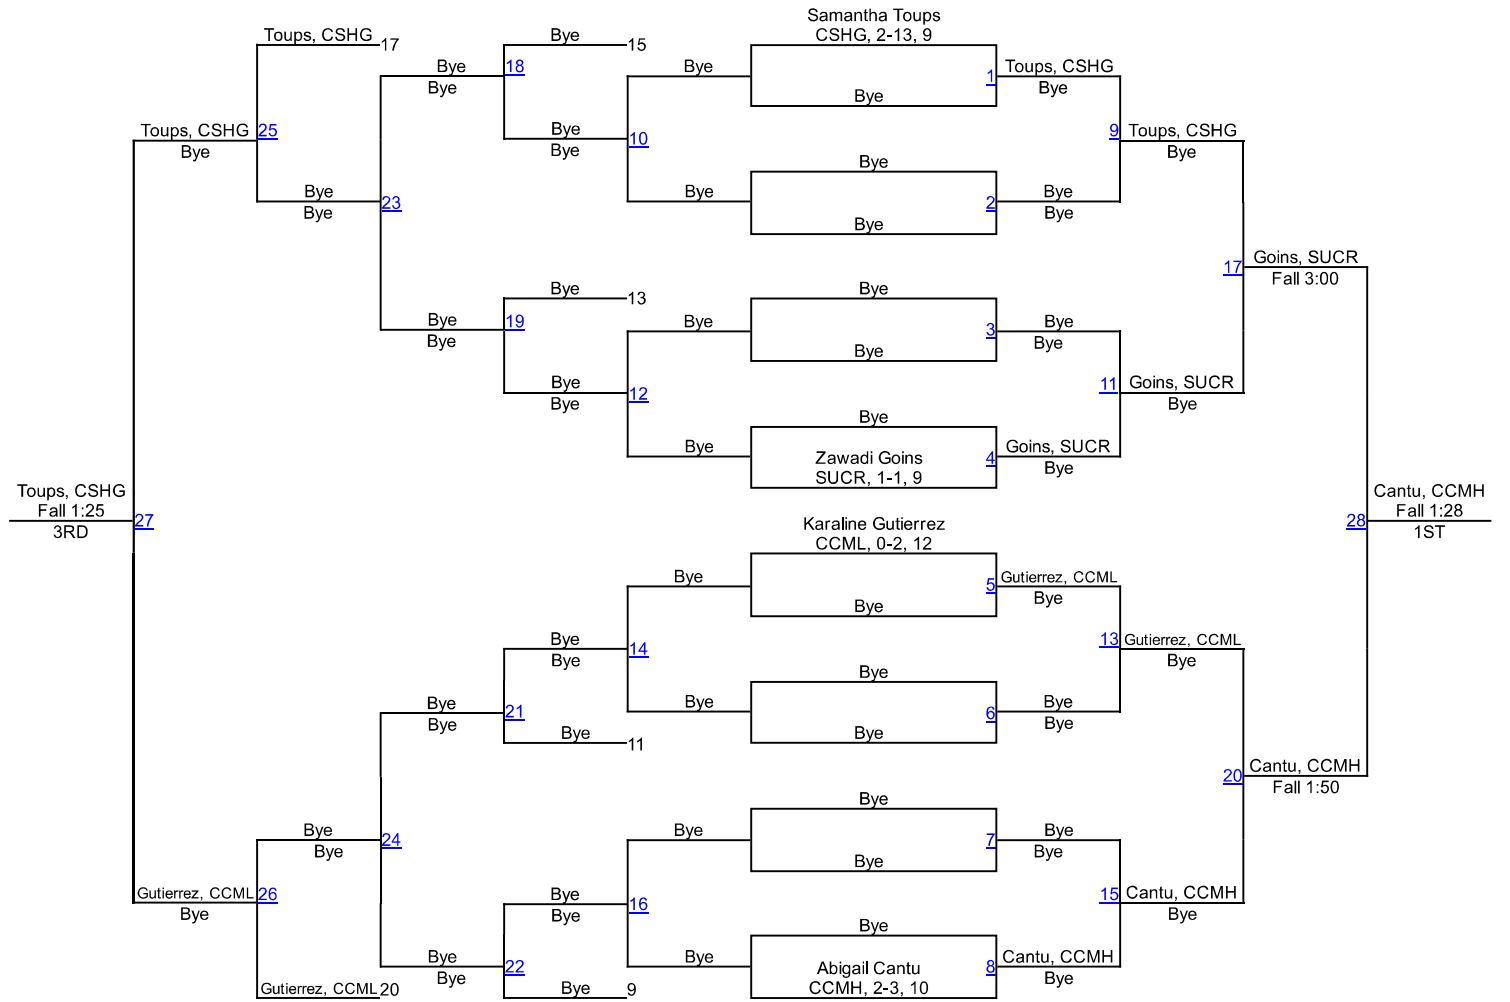 Samantha Toups
CSHG, 2-13, 9
Toups, CSHG 17
Bye 15
Bye 18
Bye
Bye
1 Toups, CSHG
Bye
Bye
Toups, CSHG 25
Bye
Bye
Bye 10
9 Toups, CSHG
Bye
Bye
Bye
Bye 23
Bye
Bye
2 Bye
Bye
Bye
17 Goins, SUCR
Fall 3:00
Bye 13
Bye
Bye 19
Bye
Bye
3 Bye
Bye
Bye
Bye 12
Bye
11 Goins, SUCR
Bye
Bye
Bye
Zawadi Goins
SUCR, 1-1, 9
4 Goins, SUCR
Bye
Toups, CSHG
Fall 1:25
3RD
27
Cantu, CCMH
Fall 1:28
1ST
28
Karaline Gutierrez
CCML, 0-2, 12
Bye
5 Gutierrez, CCML
Bye
Bye
Bye 14
Bye
13 Gutierrez, CCML
Bye
Bye
Bye
6 Bye
Bye
Bye
Bye 21
Bye
Bye 11
20 Cantu, CCMH
Fall 1:50
Bye
Bye 24
Bye
Bye
7 Bye
Bye
Bye
Gutierrez, CCML 26
Bye
Bye 16
Bye
15 Cantu, CCMH
Bye
Bye
Bye 22
Bye
Bye
Abigail Cantu
CCMH, 2-3, 10
8 Cantu, CCMH
Bye
Gutierrez, CCML 20
Bye 9